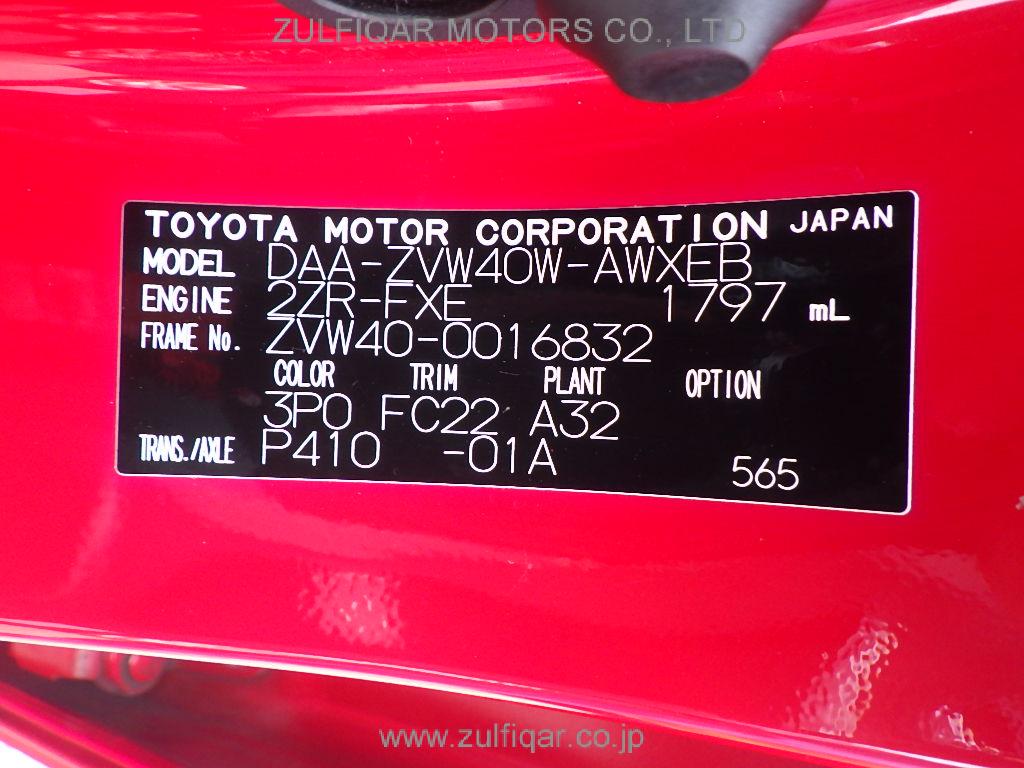 ZULFIQAR MOTORS CO., LTD
TOYOTA MOTOR CORPORATION JAPAN
MODEL DAA-ZVW40W-AWXEB
ENGINE 2ZR-FXE 1797 mL
FRAME No. ZVW40-0016832
COLOR TRIM PLANT OPTION
3P0 FC22 A32
TRANS./AXLE P410 -01A
565
www.zulfiqar.co.jp